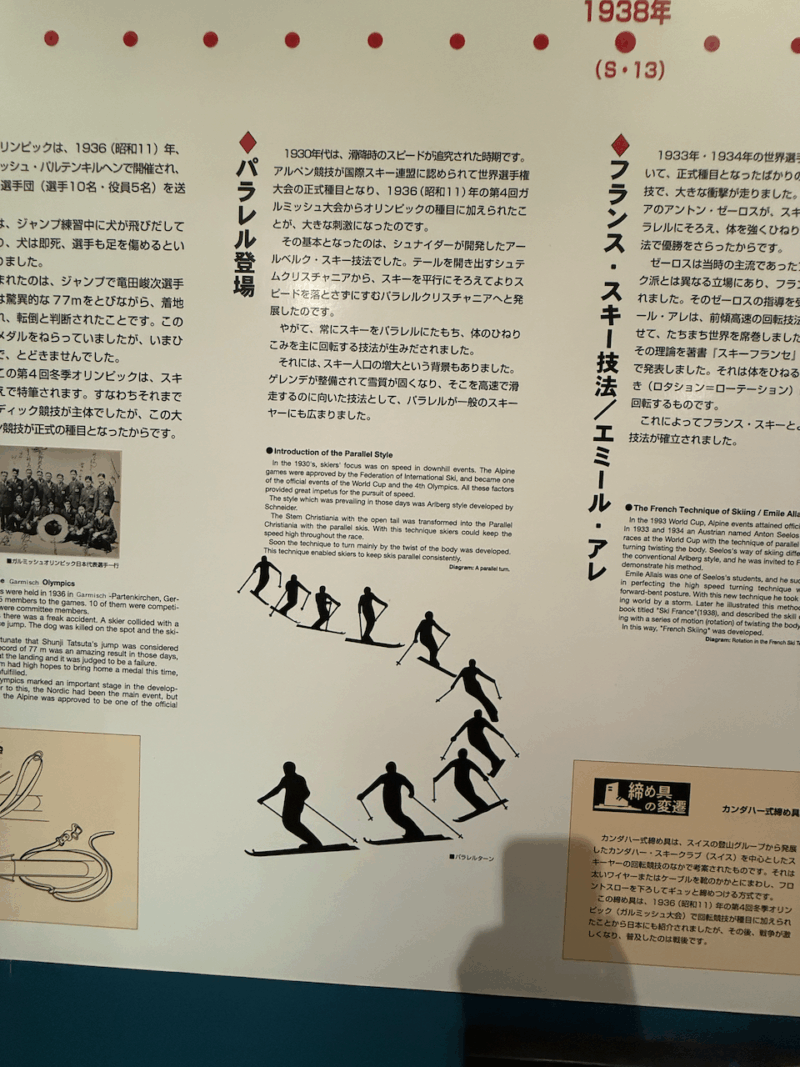 1938年
(S・13)
リンピックは、1936（昭和11）年、
ッシュ・パルテンキルヘンで開催され、
選手団（選手10名・役員5名）を送
は、ジャンプ練習中に犬が飛びだして
り、犬は即死、選手も足を傷めるとい
りました。
まれたのは、ジャンプで竜田峻次選手
は驚異的な77mをとびながら、着地
れ、転倒と判断されたことです。この
メダルをねらっていましたが、いまひ
で、とどきませんでした。
この第4回冬季オリンピックは、スキ
えで特筆されます。すなわちそれまで
ディック競技が主体でしたが、この大
ン競技が正式の種目となったからです。
■ガルミッシュオリンピック日本代表選手一行
Garmisch Olympics
s were held in 1936 in Garmisch -Partenkirchen, Ger-
5 members to the games. 10 of them were competi-
were committee members.
there was a freak accident. A skier collided with a
e jump. The dog was killed on the spot and the ski-
rtunate that Shunji Tatsuta's jump was considered
ecord of 77 m was an amazing result in those days,
at the landing and it was judged to be a failure.
m had high hopes to bring home a medal this time,
ulfilled.
lympics marked an important stage in the develop-
r to this, the Nordic had been the main event, but
the Alpine was approved to be one of the official
◆パラレル登場
1930年代は、滑降時のスピードが追究された時期です。
アルペン競技が国際スキー連盟に認められて世界選手権
大会の正式種目となり、1936（昭和11）年の第4回ガ
ルミッシュ大会からオリンピックの種目に加えられたこ
とが、大きな刺激になったのです。
その基本となったのは、シュナイダーが開発したアー
ルベルク・スキー技法でした。テールを開き出すシュテ
ムクリスチャニアから、スキーを平行にそろえてよりス
ピードを落とさずにすむパラレルクリスチャニアへと発
展したのです。
やがて、常にスキーをパラレルにたもち、体のひねり
こみを主に回転する技法が生みだされました。
それには、スキー人口の増大という背景もありました。
ゲレンデが整備されて雪質が固くなり、そこを高速で滑
走するのに向いた技法として、パラレルが一般のスキー
ヤーにも広まりました。
●Introduction of the Parallel Style
In the 1930's, skiers' focus was on speed in downhill events. The Alpine
games were approved by the Federation of International Ski, and became one
of the official events of the World Cup and the 4th Olympics. All these factors
provided great impetus for the pursuit of speed.
The style which was prevailing in those days was Arlberg style developed by
Schneider.
The Stem Christiania with the open tail was transformed into the Parallel
Christiania with the parallel skis. With this technique skiers could keep the
speed high throughout the race.
Soon the technique to turn mainly by the twist of the body was developed.
This technique enabled skiers to keep skis parallel consistently.
Diagram: A parallel turn.
■パラレルターン
◆フランス・スキー技法／エミール・アレ
1933年・1934年の世界選手
いて、正式種目となったばかりの
技で、大きな衝撃が走りました。
アのアントン・ゼーロスが、スキ
ラレルにそろえ、体を強くひねり
法で優勝をさらったからです。
ゼーロスは当時の主流であった
ク派とは異なる立場にあり、フラン
れました。そのゼーロスの指導を受
ール・アレは、前傾高速の回転技法
せて、たちまち世界を席巻しました
その理論を著書『スキーフランセ』
で発表しました。それは体をひねる
き（ロタシオン＝ローテーション）
回転するものです。
これによってフランス・スキーと
技法が確立されました。
●The French Technique of Skiing / Emile Allai
In the 1993 World Cup, Alpine events attained offici
In 1933 and 1934 an Austrian named Anton Seelos
races at the World Cup with the technique of parallel
turning twisting body. Seelos's way of skiing differe
the conventional Arlberg style, and he was invited to F
demonstrate his method.
Emile Allais was one of Seelos's students, and he suc
in perfecting the high speed turning technique w
forward-bent posture. With this new technique he took
ing world by a storm. Later he illustrated this metho
book titled "Ski France"(1938), and described the skill
ing with a series of motion (rotation) of twisting the body
In this way, "French Skiing" was developed.
Diagram: Rotation in the French Ski T
締め具
の変遷
カンダハー式締め具
カンダハー式締め具は、スイスの登山グループから発展
したカンダハー・スキークラブ（スイス）を中心としたス
キーヤーの回転競技のなかで考案されたものです。それは
太いワイヤーまたはケーブルを靴のかかとにまわし、フロ
ントスローを下ろしてギュッと締めつける方式です。
この締め具は、1936（昭和11）年の第4回冬季オリン
ピック（ガルミッシュ大会）で回転競技が種目に加えられ
たことから日本にも紹介されましたが、その後、戦争が激
しくなり、普及したのは戦後です。